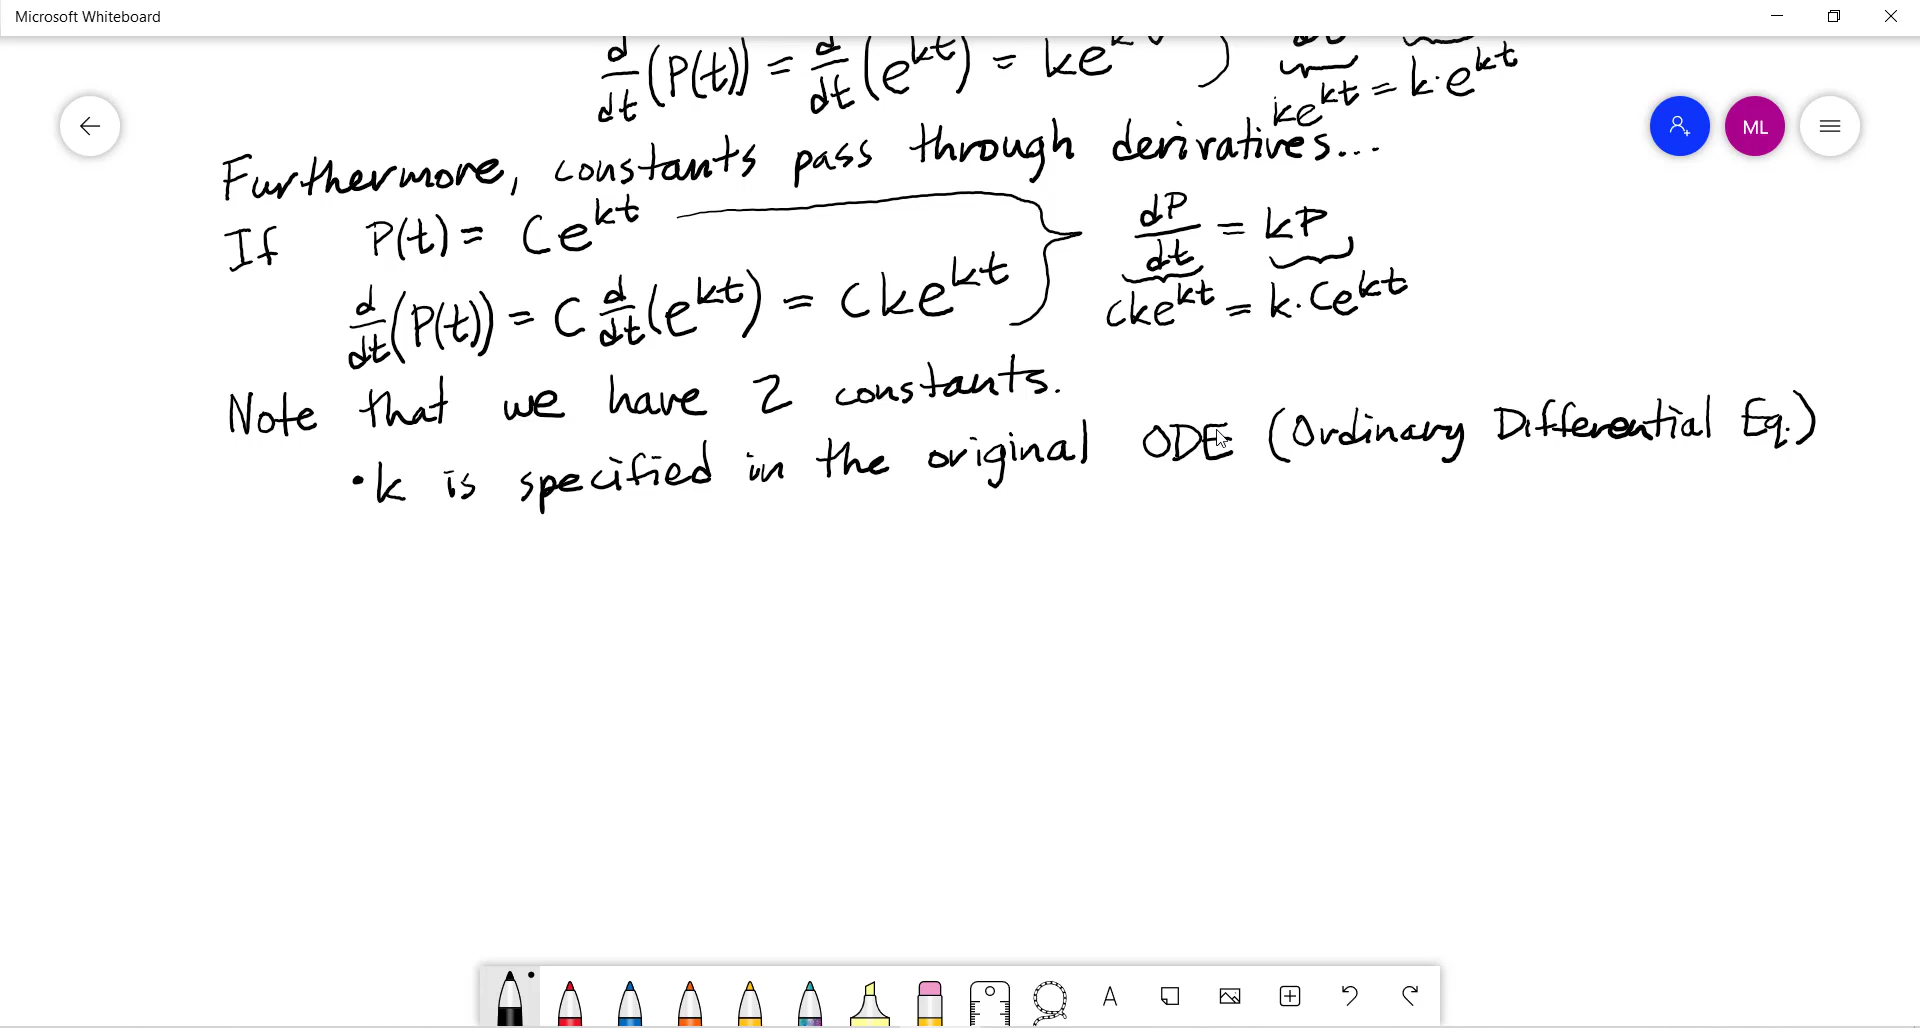 Microsoft Whiteboard
d/dt (P(t)) = d/dt (e^kt) = ke^kt ) dt
ke^kt = k·e^kt
ML
Furthermore, constants pass through derivatives...
If P(t) = Ce^kt dP/dt = kP
d/dt (P(t)) = C d/dt (e^kt) = Cke^kt Cke^kt = k·Ce^kt
Note that we have 2 constants.
• k is specified in the original ODE (Ordinary Differential Eq.)
A